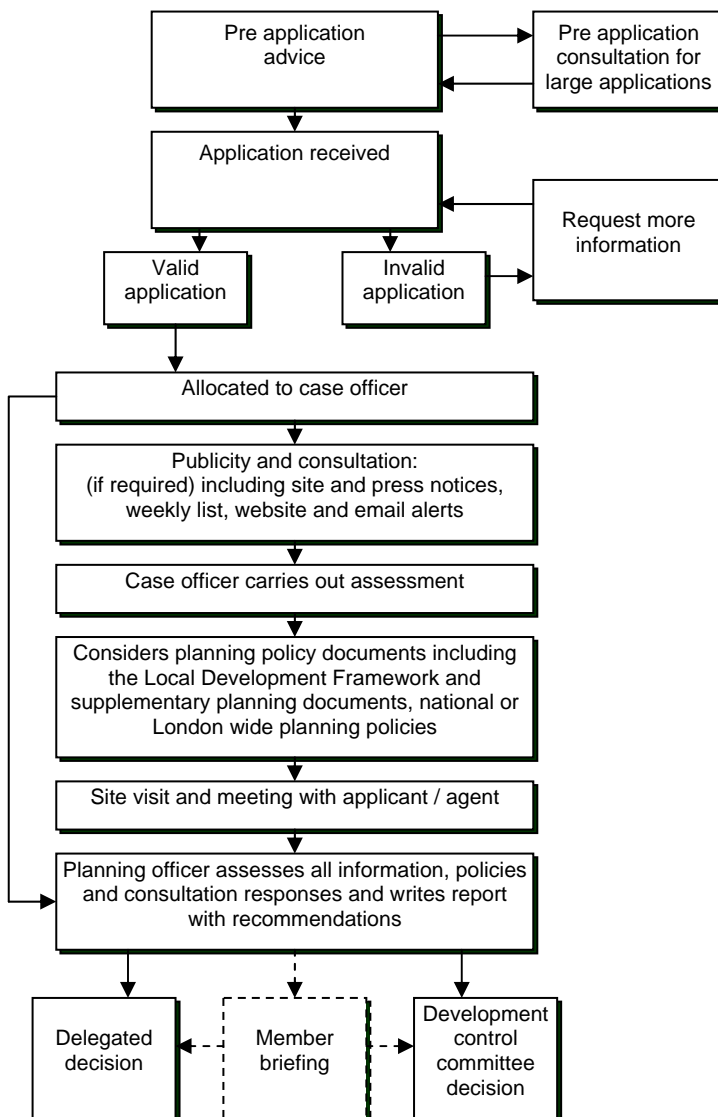 Pre application
advice
Pre application
consultation for
large applications
Application received
Request more
information
Valid
application
Invalid
application
Allocated to case officer
Publicity and consultation:
(if required) including site and press notices,
weekly list, website and email alerts
Case officer carries out assessment
Considers planning policy documents including
the Local Development Framework and
supplementary planning documents, national or
London wide planning policies
Site visit and meeting with applicant / agent
Planning officer assesses all information, policies
and consultation responses and writes report
with recommendations
Delegated
decision
Member
briefing
Development
control
committee
decision